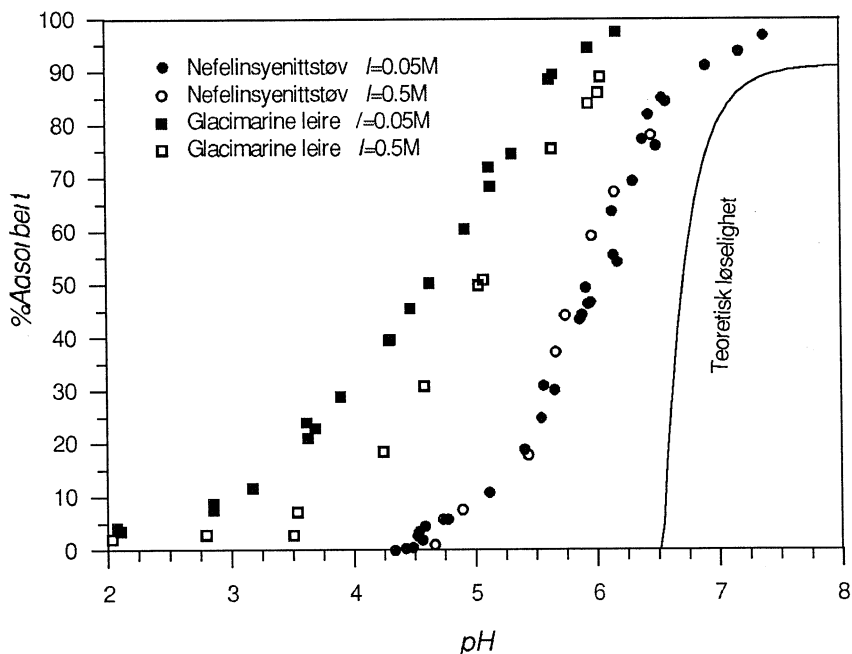 100
90
80
70
60
50
40
30
20
10
0
%Adsorbert
Nefelinsyenittstøv I=0.05M
Nefelinsyenittstøv I=0.5M
Glacimarine leire I=0.05M
Glacimarine leire I=0.5M
Teoretisk løselighet
2
3
4
5
6
7
8
pH